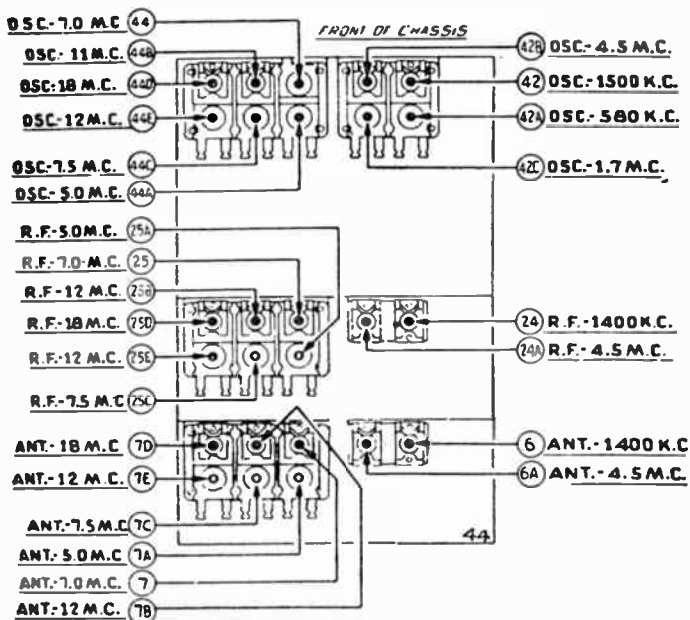 FRONT OF CHASSIS
OSC.-7.0 M.C. 44
OSC.-11 M.C. 44B
OSC-18 M.C. 44D
OSC.-12 M.C. 44E
OSC.-7.5 M.C. 44C
OSC.-5.0 M.C. 44A
42B OSC.-4.5 M.C.
42 OSC.-1500 K.C.
42A OSC.-580 K.C.
42C OSC.-1.7 M.C.
R.F.-5.0 M.C. 25A
R.F.-7.0-M.C. 25
R.F-12 M.C. 25B
R.F.-18 M.C. 25D
R.F.-12 M.C. 25E
R.F.-7.5 M.C 25C
24 R.F.-1400 K.C.
24A R.F.-4.5 M.C.
ANT-18 M.C 7D
ANT.-12 M.C. 7E
ANT.-7.5 M.C 7C
ANT.-5.0 M.C 7A
ANT.-7.0 M.C 7
ANT.-12 M.C. 7B
6 ANT.-1400 K.C
6A ANT.-4.5 M.C.
44